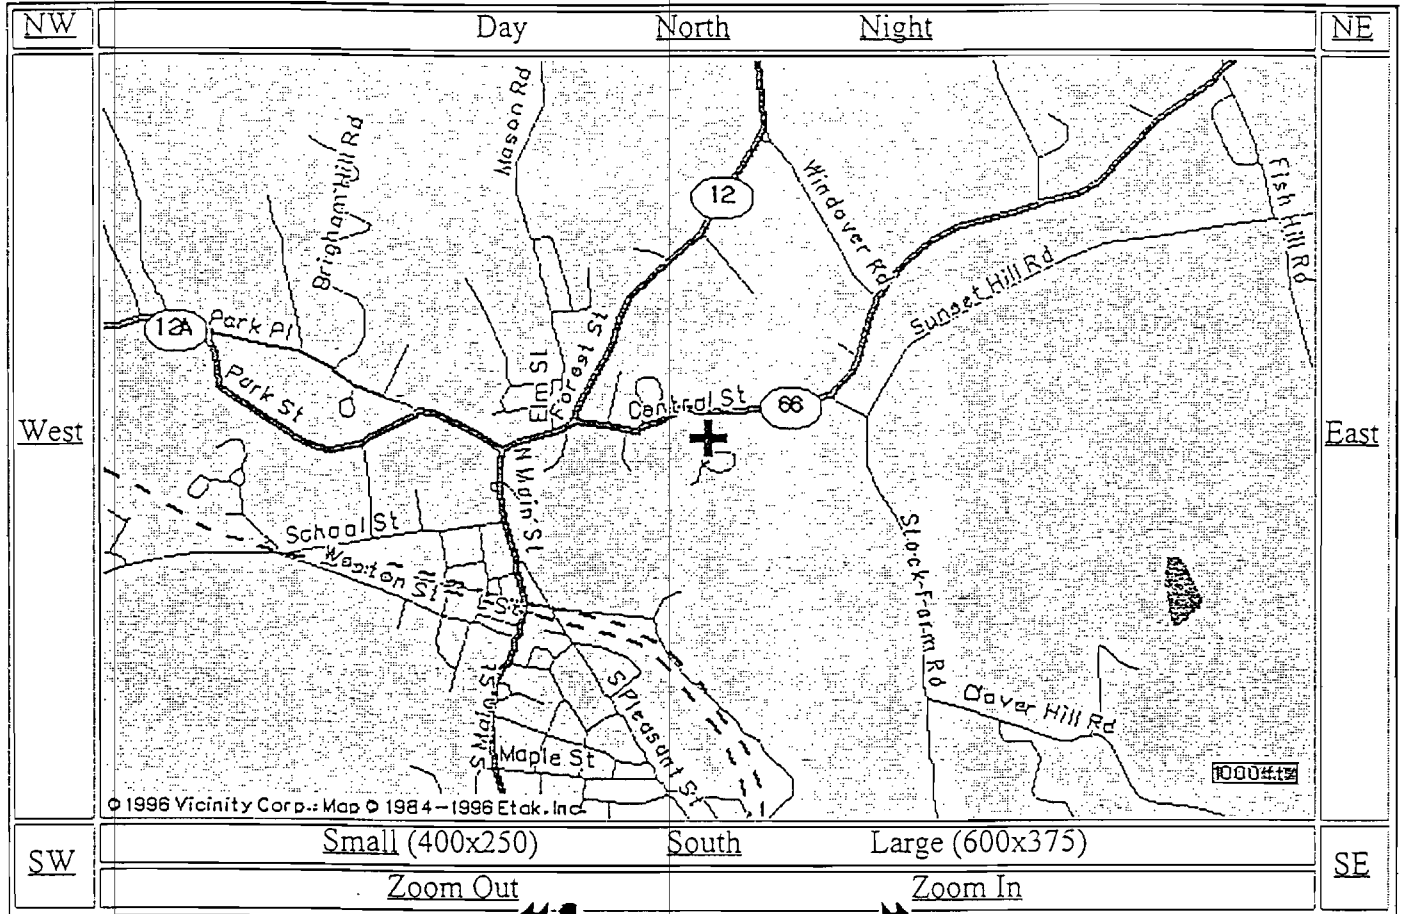 NW Day North Night NE
Mason Rd
Brigham Hill Rd
12
Windover Rd
Fish Hill Rd
Sunset Hill Rd
12A
Park Pl
Park St
Elm St
Forest St
Central St
66
West
East
N Main St
School St
Weston St
St
Stock-farm Rd
S Main St
S Pleasant St
Clover Hill Rd
Maple St
1000ft
© 1996 Vicinity Corp.: Map © 1984-1996 Etak, Inc.
SW Small (400x250) South Large (600x375) SE
Zoom Out Zoom In